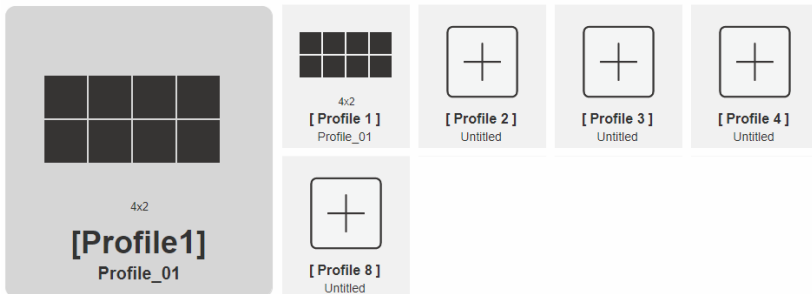 4x2
[Profile1]
Profile_01
4x2
[ Profile 1 ]
Profile_01
[ Profile 2 ]
Untitled
[ Profile 3 ]
Untitled
[ Profile 4 ]
Untitled
[ Profile 8 ]
Untitled